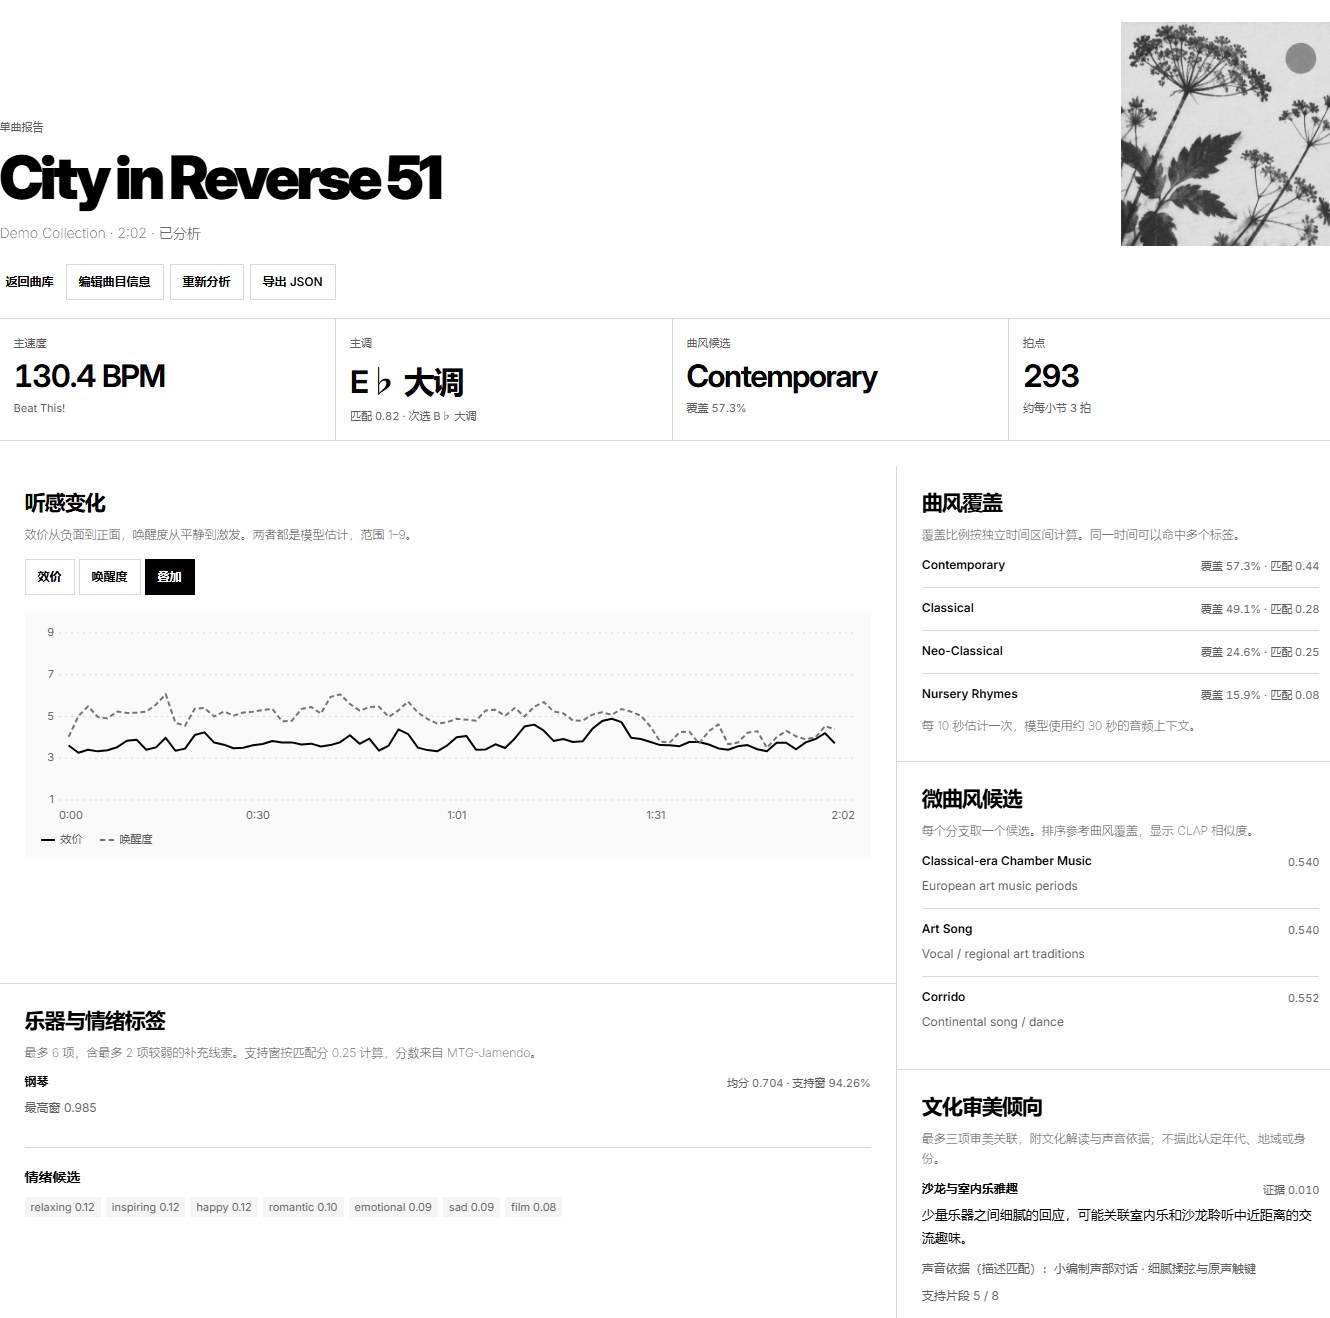 单曲报告
City in Reverse 51
Demo Collection · 2:02 · 已分析
返回曲库 编辑曲目信息 重新分析 导出 JSON
主速度
130.4 BPM
Beat This!
主调
E♭ 大调
匹配 0.82 · 次选 B♭ 大调
曲风候选
Contemporary
覆盖 57.3%
拍点
293
约每小节 3 拍
听感变化
效价从负面到正面，唤醒度从平静到激发。两者都是模型估计，范围 1–9。
效价 唤醒度 叠加
9
7
5
3
1
0:00 0:30 1:01 1:31 2:02
效价 唤醒度
乐器与情绪标签
最多 6 项，含最多 2 项较弱的补充线索。支持窗按匹配分 0.25 计算，分数来自 MTG-Jamendo。
钢琴 均分 0.704 · 支持窗 94.26%
最高窗 0.985
情绪候选
relaxing 0.12 inspiring 0.12 happy 0.12 romantic 0.10 emotional 0.09 sad 0.09 film 0.08
曲风覆盖
覆盖比例按独立时间区间计算。同一时间可以命中多个标签。
Contemporary 覆盖 57.3% · 匹配 0.44
Classical 覆盖 49.1% · 匹配 0.28
Neo-Classical 覆盖 24.6% · 匹配 0.25
Nursery Rhymes 覆盖 15.9% · 匹配 0.08
每 10 秒估计一次，模型使用约 30 秒的音频上下文。
微曲风候选
每个分支取一个候选。排序参考曲风覆盖，显示 CLAP 相似度。
Classical-era Chamber Music 0.540
European art music periods
Art Song 0.540
Vocal / regional art traditions
Corrido 0.552
Continental song / dance
文化审美倾向
最多三项审美关联，附文化解读与声音依据；不据此认定年代、地域或身
份。
沙龙与室内乐雅趣 证据 0.010
少量乐器之间细腻的回应，可能关联室内乐和沙龙聆听中近距离的交
流趣味。
声音依据（描述匹配）：小编制声部对话 · 细腻揉弦与原声触键
支持片段 5 / 8